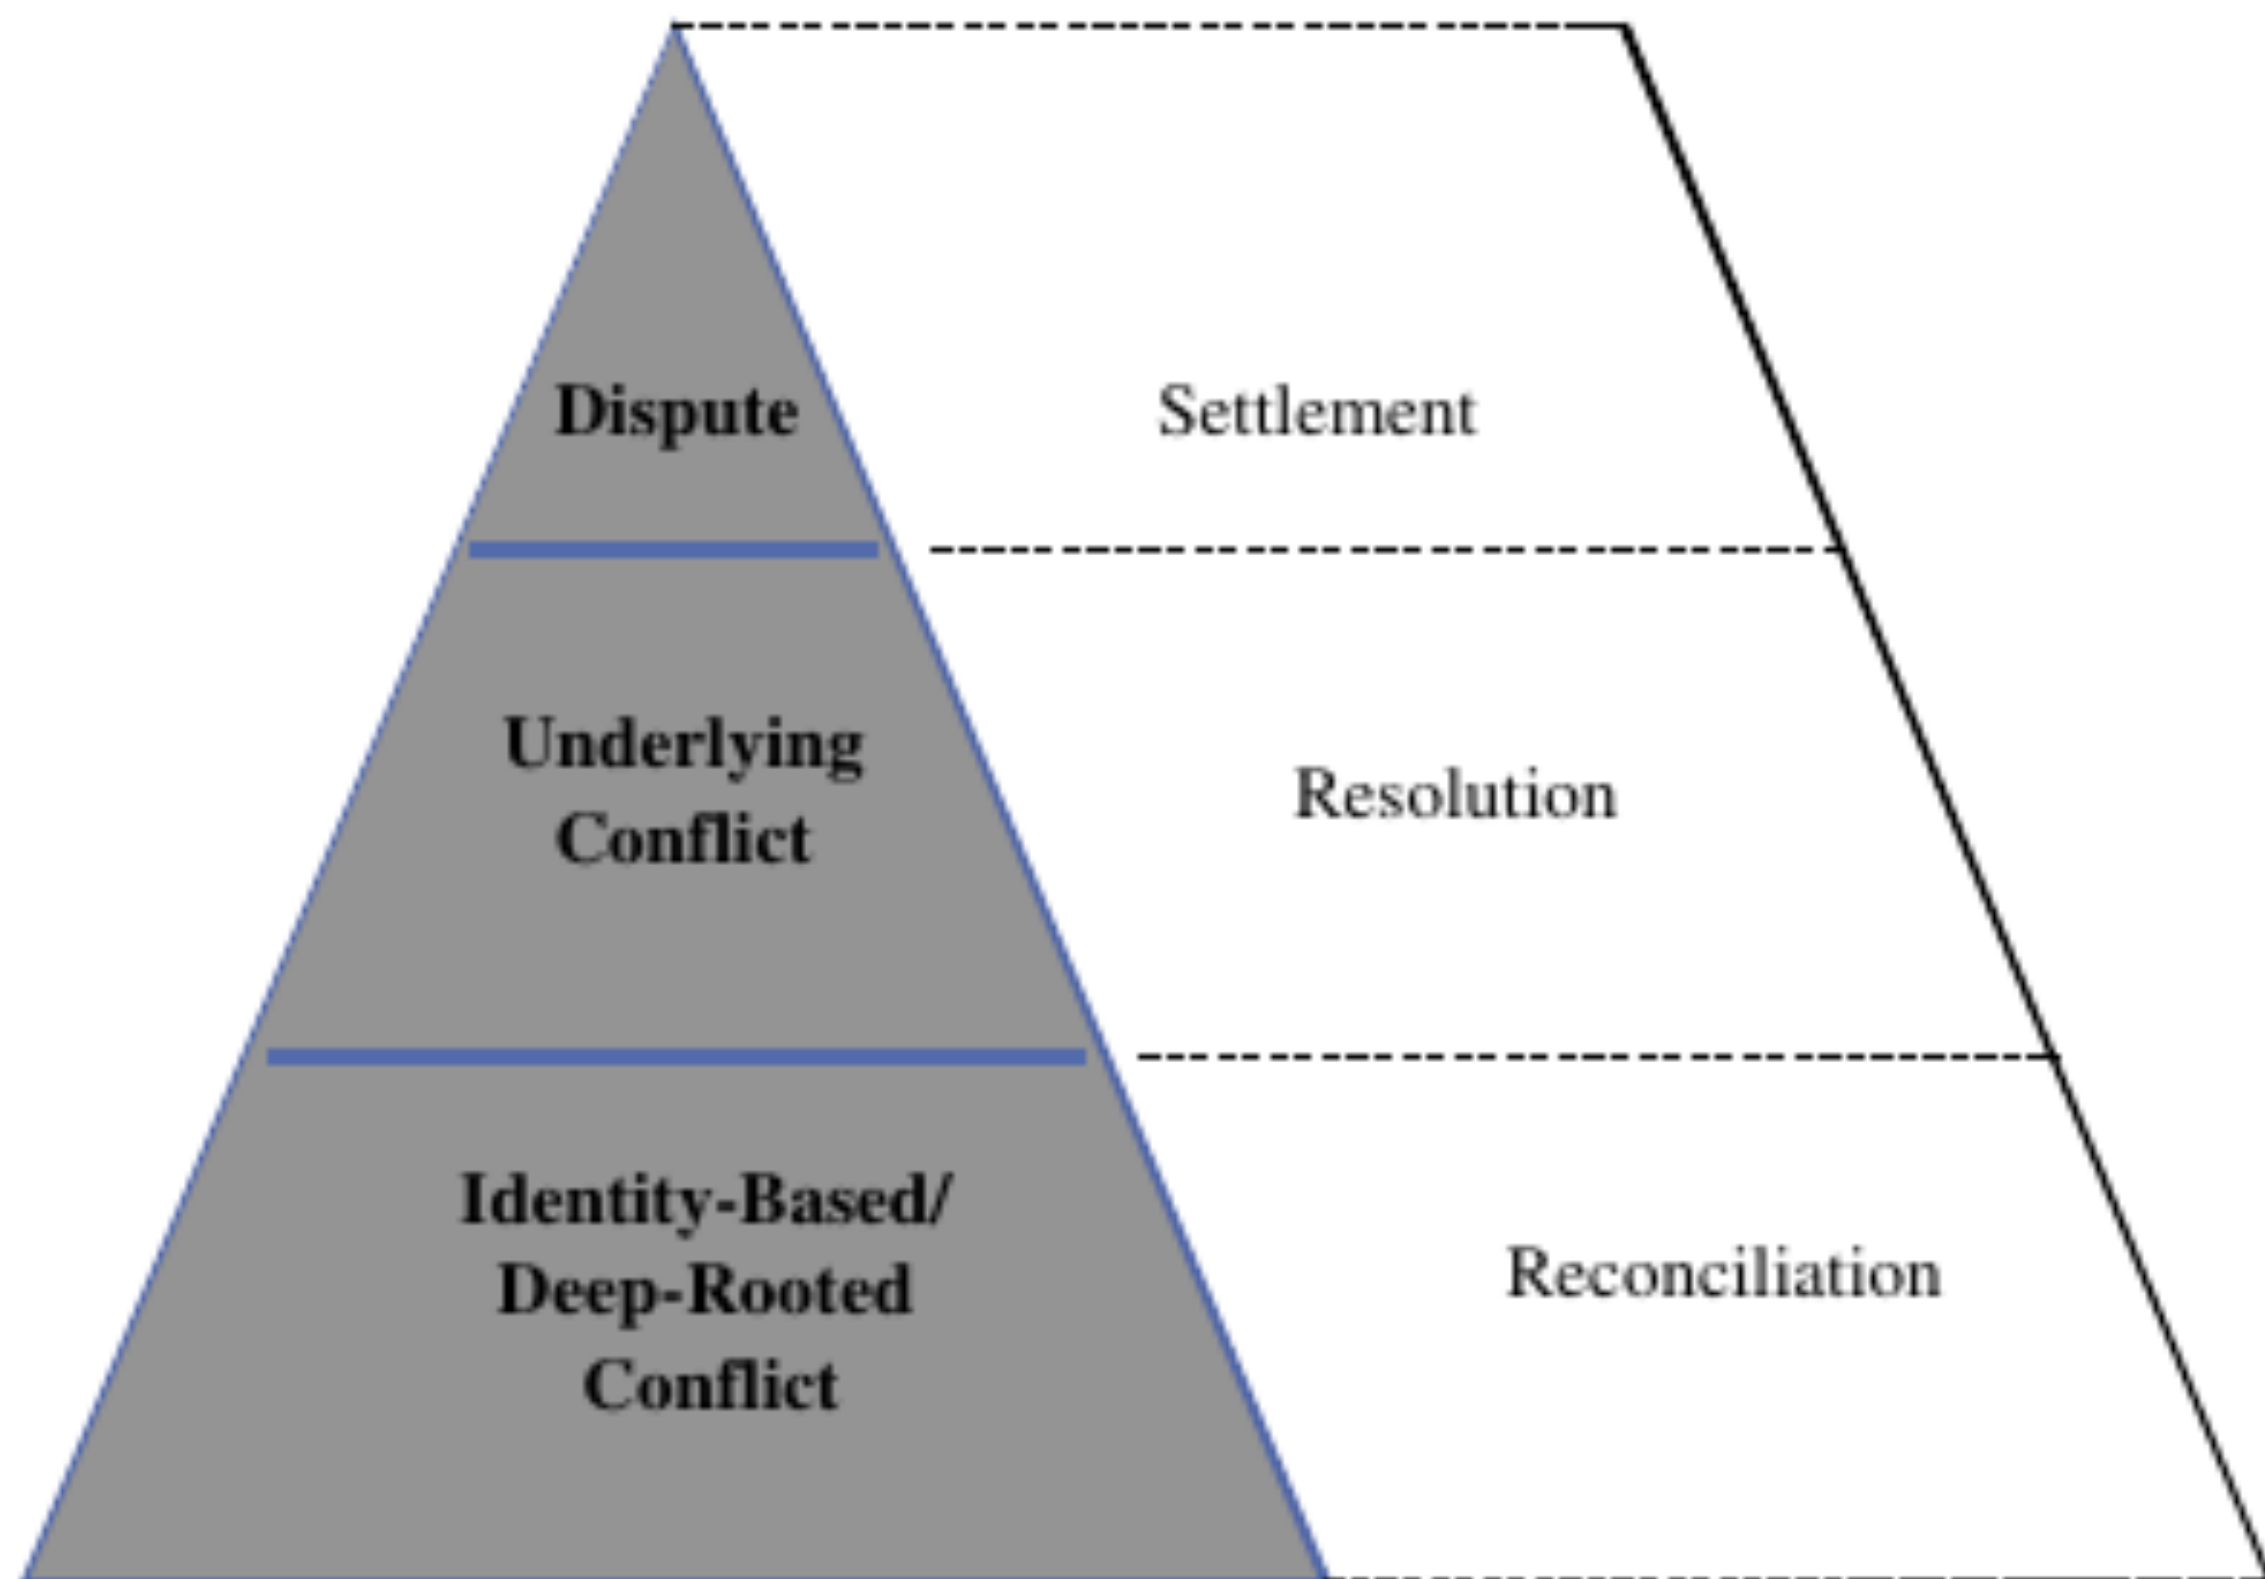 Dispute
Settlement
Underlying
Conflict
Resolution
Identity-Based/
Deep-Rooted
Conflict
Reconciliation